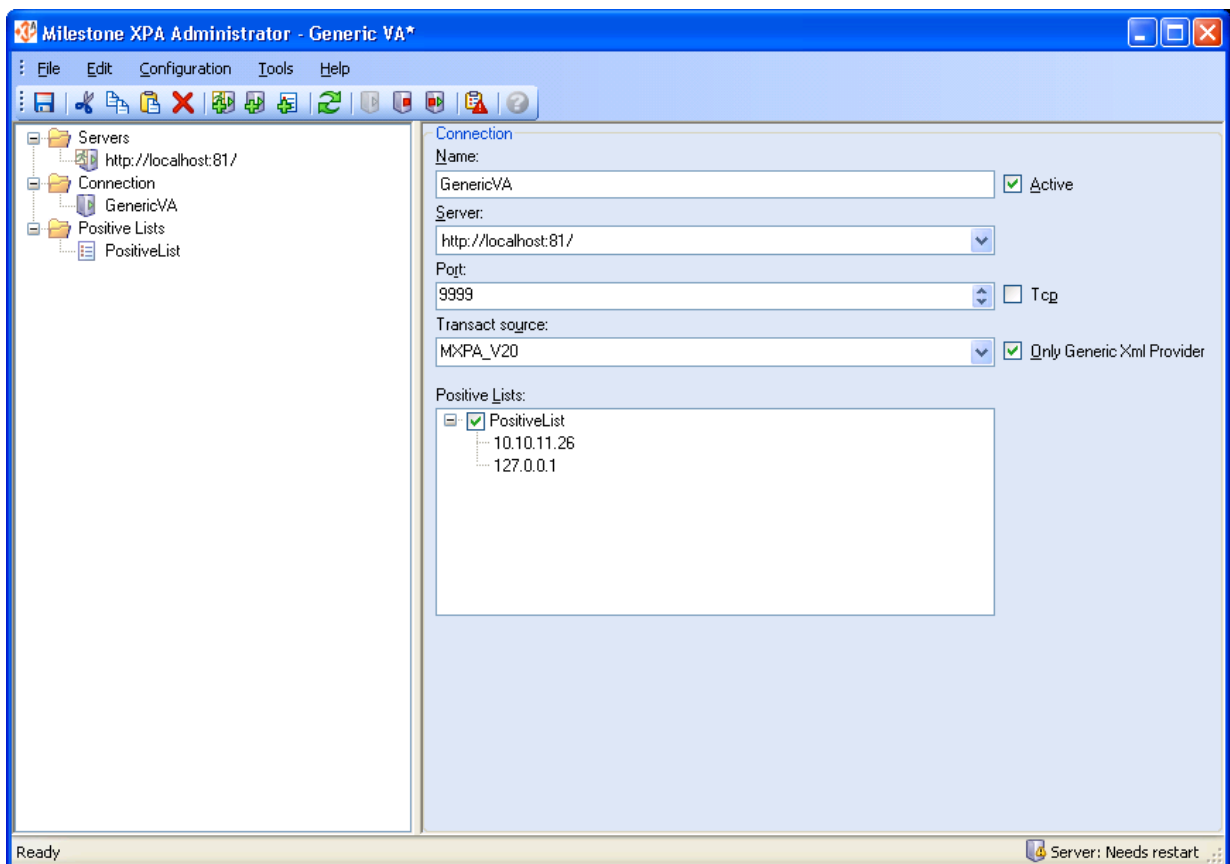 Milestone XPA Administrator - Generic VA*
File Edit Configuration Tools Help
Servers
http://localhost:81/
Connection
GenericVA
Positive Lists
PositiveList
Connection
Name:
GenericVA Active
Server:
http://localhost:81/
Port:
9999 Tcp
Transact source:
MXPA_V20 Only Generic Xml Provider
Positive Lists:
PositiveList
10.10.11.26
127.0.0.1
Ready Server: Needs restart